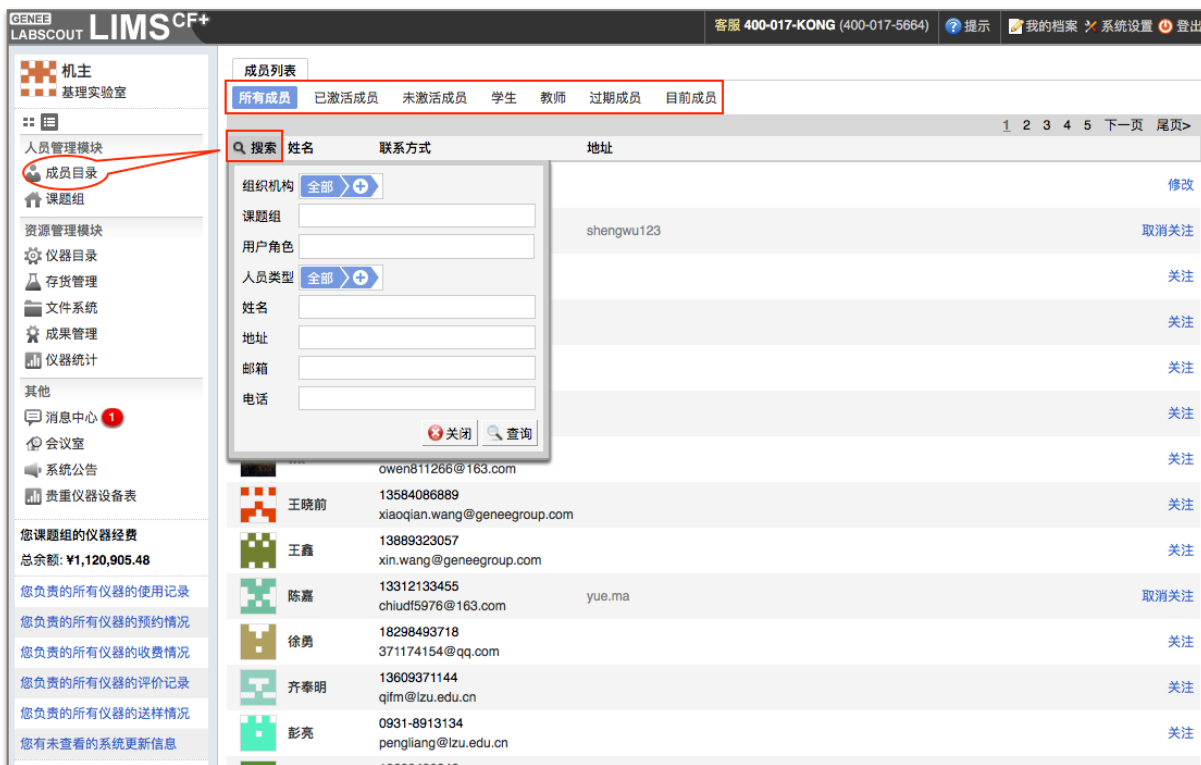 GENEE
LABSCOUT LIMS CF+
客服 400-017-KONG (400-017-5664)
提示
我的档案
系统设置
登出
机主
基理实验室
人员管理模块
成员目录
课题组
资源管理模块
仪器目录
存货管理
文件系统
成果管理
仪器统计
其他
消息中心 1
会议室
系统公告
贵重仪器设备表
您课题组的仪器经费
总余额: ¥1,120,905.48
您负责的所有仪器的使用记录
您负责的所有仪器的预约情况
您负责的所有仪器的收费情况
您负责的所有仪器的评价记录
您负责的所有仪器的送样情况
您有未查看的系统更新信息
成员列表
所有成员 已激活成员 未激活成员 学生 教师 过期成员 目前成员
1 2 3 4 5 下一页 尾页>
搜索 姓名 联系方式 地址
组织机构 全部
课题组
用户角色
人员类型 全部
姓名
地址
邮箱
电话
关闭 查询
修改
shengwu123 取消关注
关注
关注
关注
关注
owen811266@163.com 关注
王晓前 13584086889 关注
xiaoqian.wang@geneegroup.com
王鑫 13889323057 关注
xin.wang@geneegroup.com
陈嘉 13312133455 yue.ma 取消关注
chiudf5976@163.com
徐勇 18298493718 关注
371174154@qq.com
齐奉明 13609371144 关注
qifm@lzu.edu.cn
彭亮 0931-8913134 关注
pengliang@lzu.edu.cn